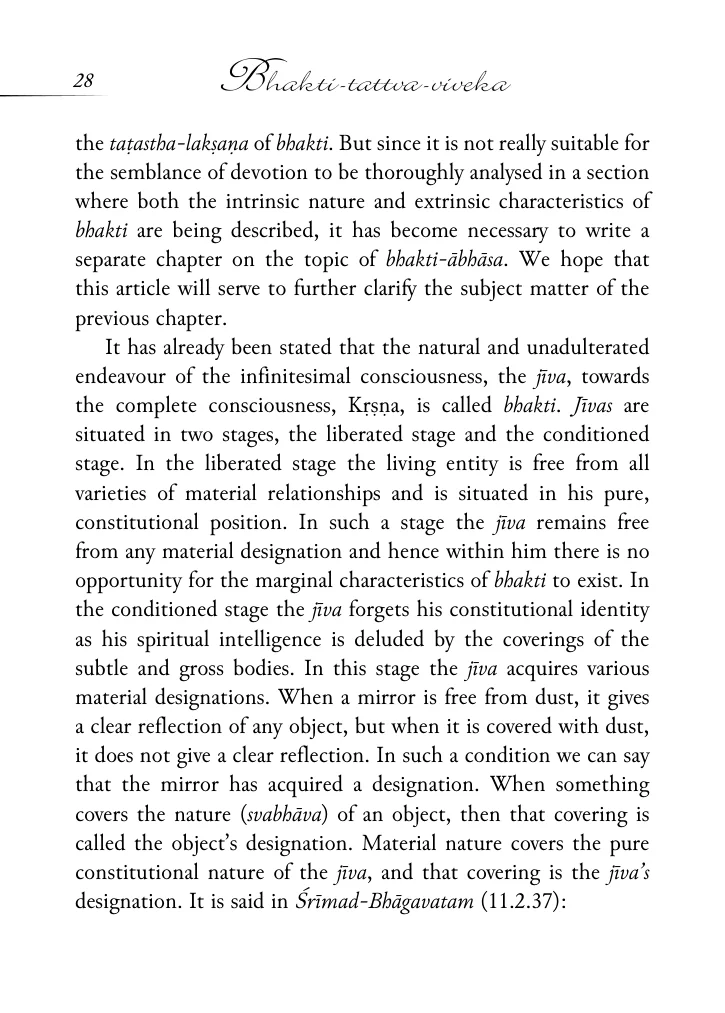 28
Bhakti-tattva-viveka
the taṭastha-lakṣaṇa of bhakti. But since it is not really suitable for
the semblance of devotion to be thoroughly analysed in a section
where both the intrinsic nature and extrinsic characteristics of
bhakti are being described, it has become necessary to write a
separate chapter on the topic of bhakti-ābhāsa. We hope that
this article will serve to further clarify the subject matter of the
previous chapter.
It has already been stated that the natural and unadulterated
endeavour of the infinitesimal consciousness, the jīva, towards
the complete consciousness, Kṛṣṇa, is called bhakti. Jīvas are
situated in two stages, the liberated stage and the conditioned
stage. In the liberated stage the living entity is free from all
varieties of material relationships and is situated in his pure,
constitutional position. In such a stage the jīva remains free
from any material designation and hence within him there is no
opportunity for the marginal characteristics of bhakti to exist. In
the conditioned stage the jīva forgets his constitutional identity
as his spiritual intelligence is deluded by the coverings of the
subtle and gross bodies. In this stage the jīva acquires various
material designations. When a mirror is free from dust, it gives
a clear reflection of any object, but when it is covered with dust,
it does not give a clear reflection. In such a condition we can say
that the mirror has acquired a designation. When something
covers the nature (svabhāva) of an object, then that covering is
called the object’s designation. Material nature covers the pure
constitutional nature of the jīva, and that covering is the jīva’s
designation. It is said in Śrīmad-Bhāgavatam (11.2.37):